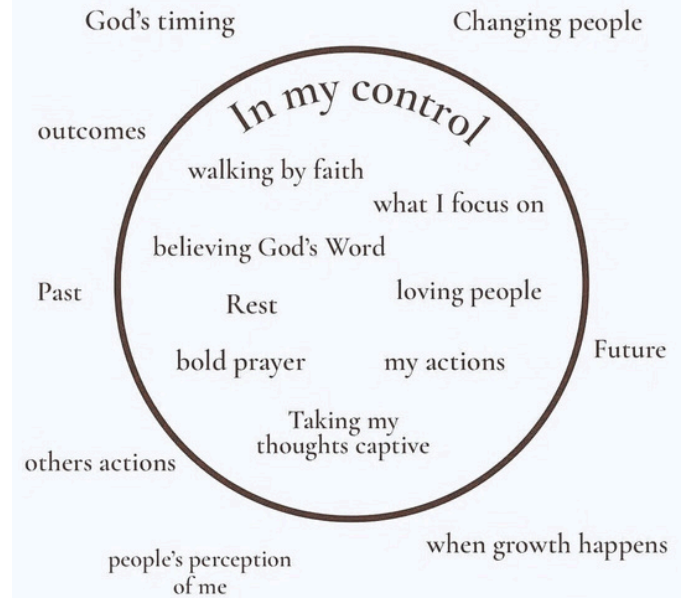 God's timing
Changing people
In my control
outcomes
walking by faith
what I focus on
believing God's Word
Past
Rest
loving people
Future
bold prayer
my actions
Taking my
thoughts captive
others actions
when growth happens
people's perception
of me